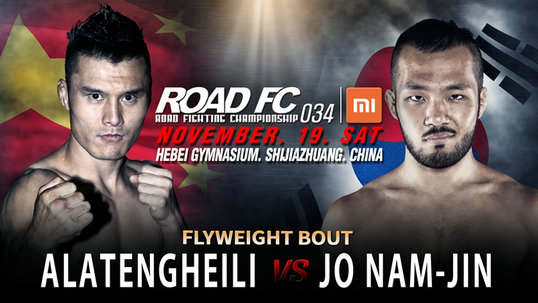 ROAD FC 034 MI
ROAD FIGHTING CHAMPIONSHIP
NOVEMBER. 19. SAT
HEBEI GYMNASIUM. SHIJIAZHUANG. CHINA
FLYWEIGHT BOUT
ALATENGHEILI VS JO NAM-JIN